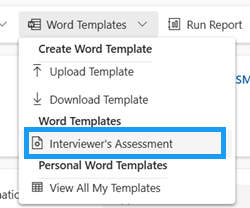 Word Templates
Run Report
Create Word Template
Upload Template
Download Template
Word Templates
Interviewer's Assessment
Personal Word Templates
View All My Templates